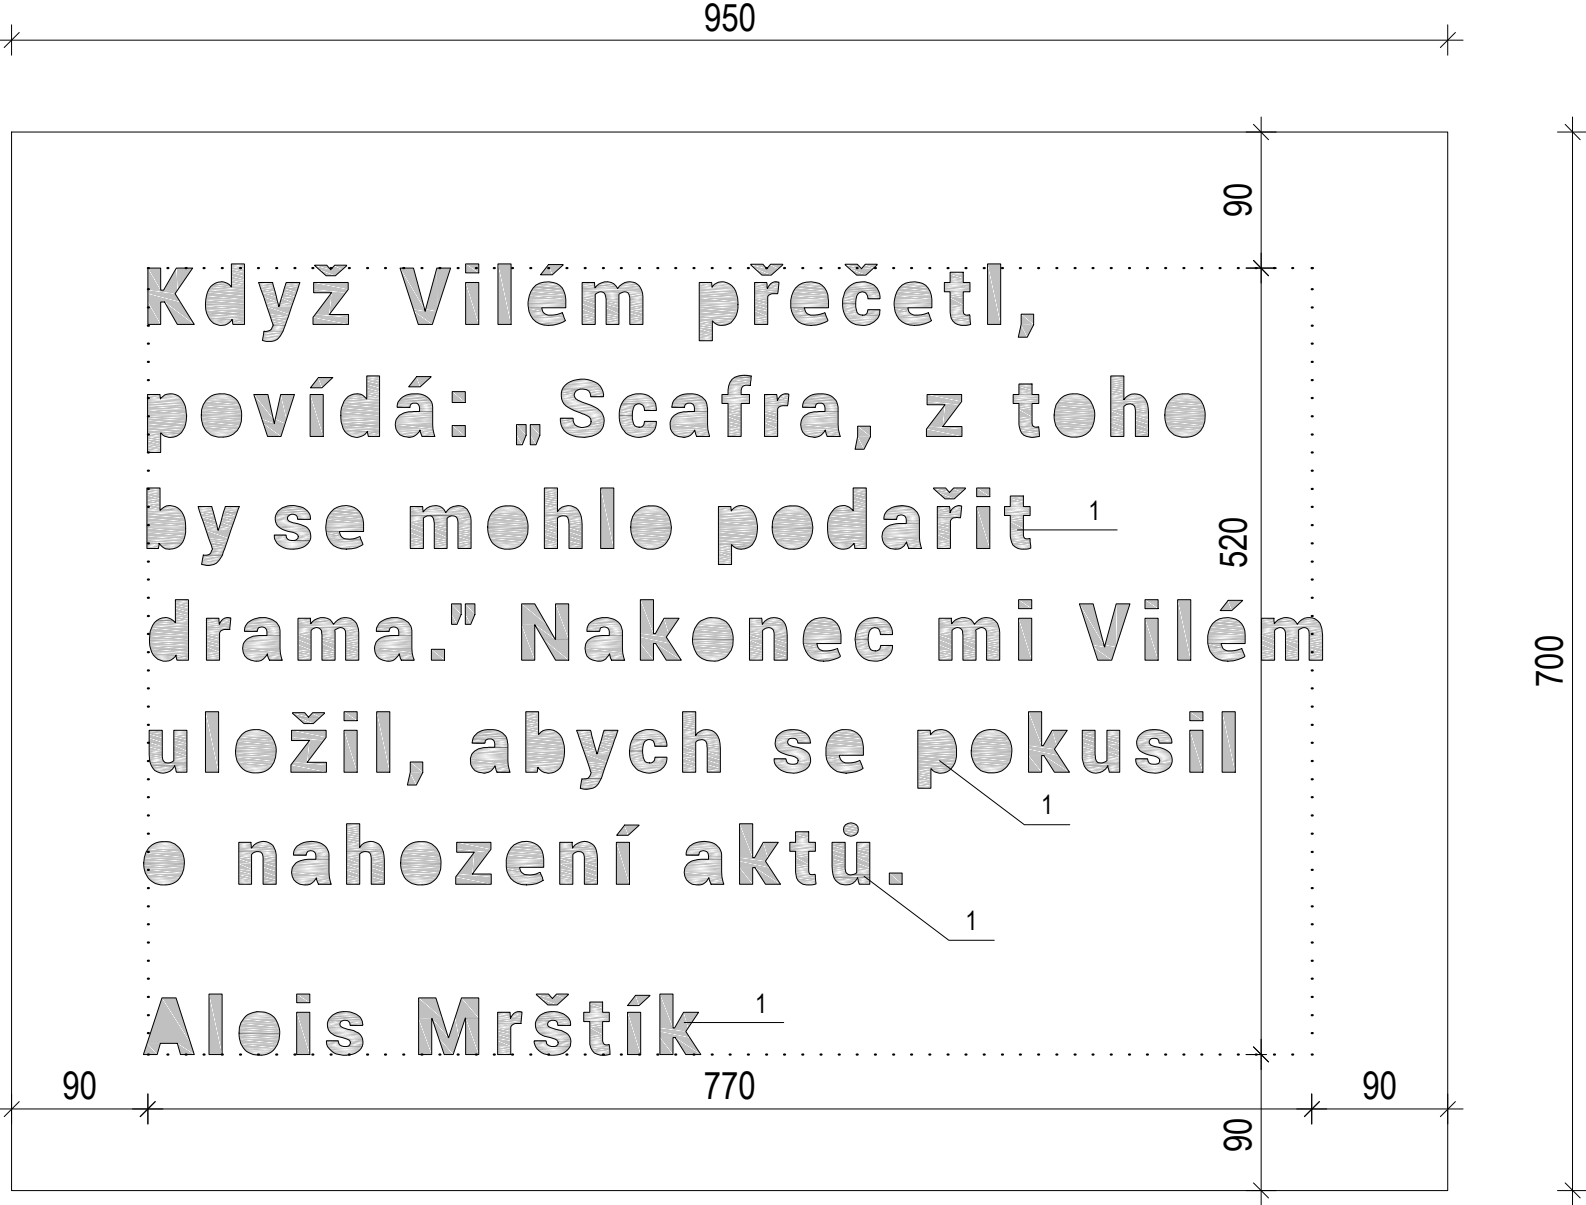 950
90
Když Vilém přečetl,
povídá: „Scafra, z toho
by se mohlo podařit
1
520
drama." Nakonec mi Vilém
700
uložil, abych se pokusil
1
o nahození aktů.
1
Alois Mrštík
1
90
770
90
90